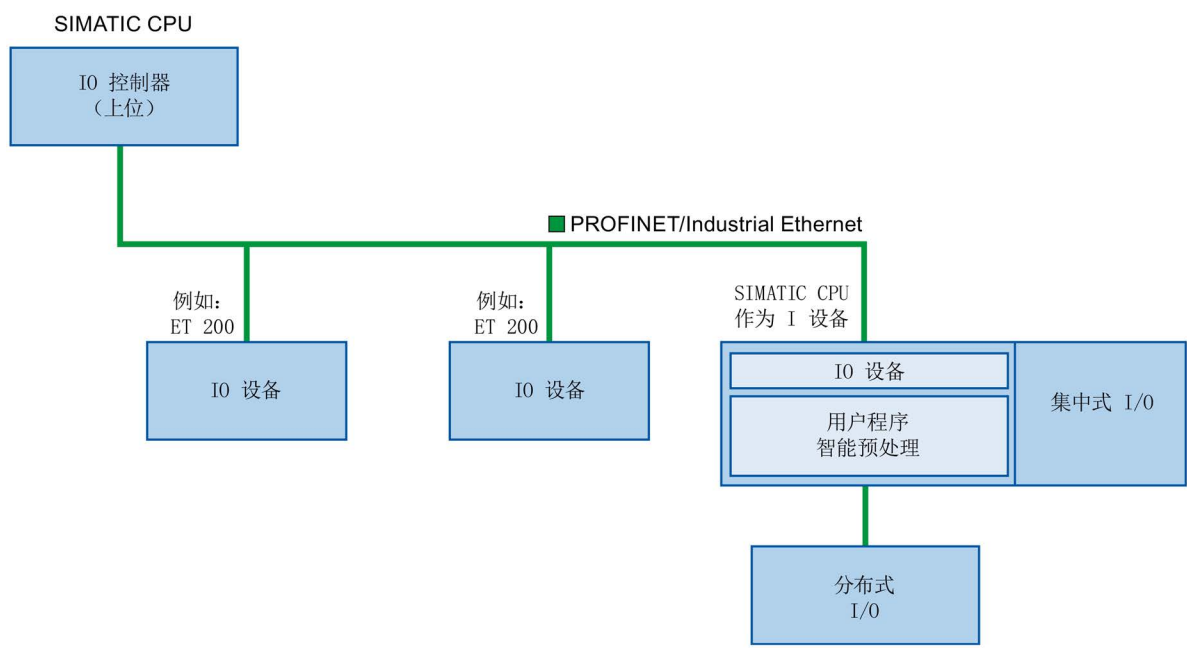 SIMATIC CPU
IO 控制器
（上位）
PROFINET/Industrial Ethernet
例如：
ET 200
例如：
ET 200
SIMATIC CPU
作为 I 设备
IO 设备
IO 设备
IO 设备
用户程序
智能预处理
集中式 I/O
分布式
I/O